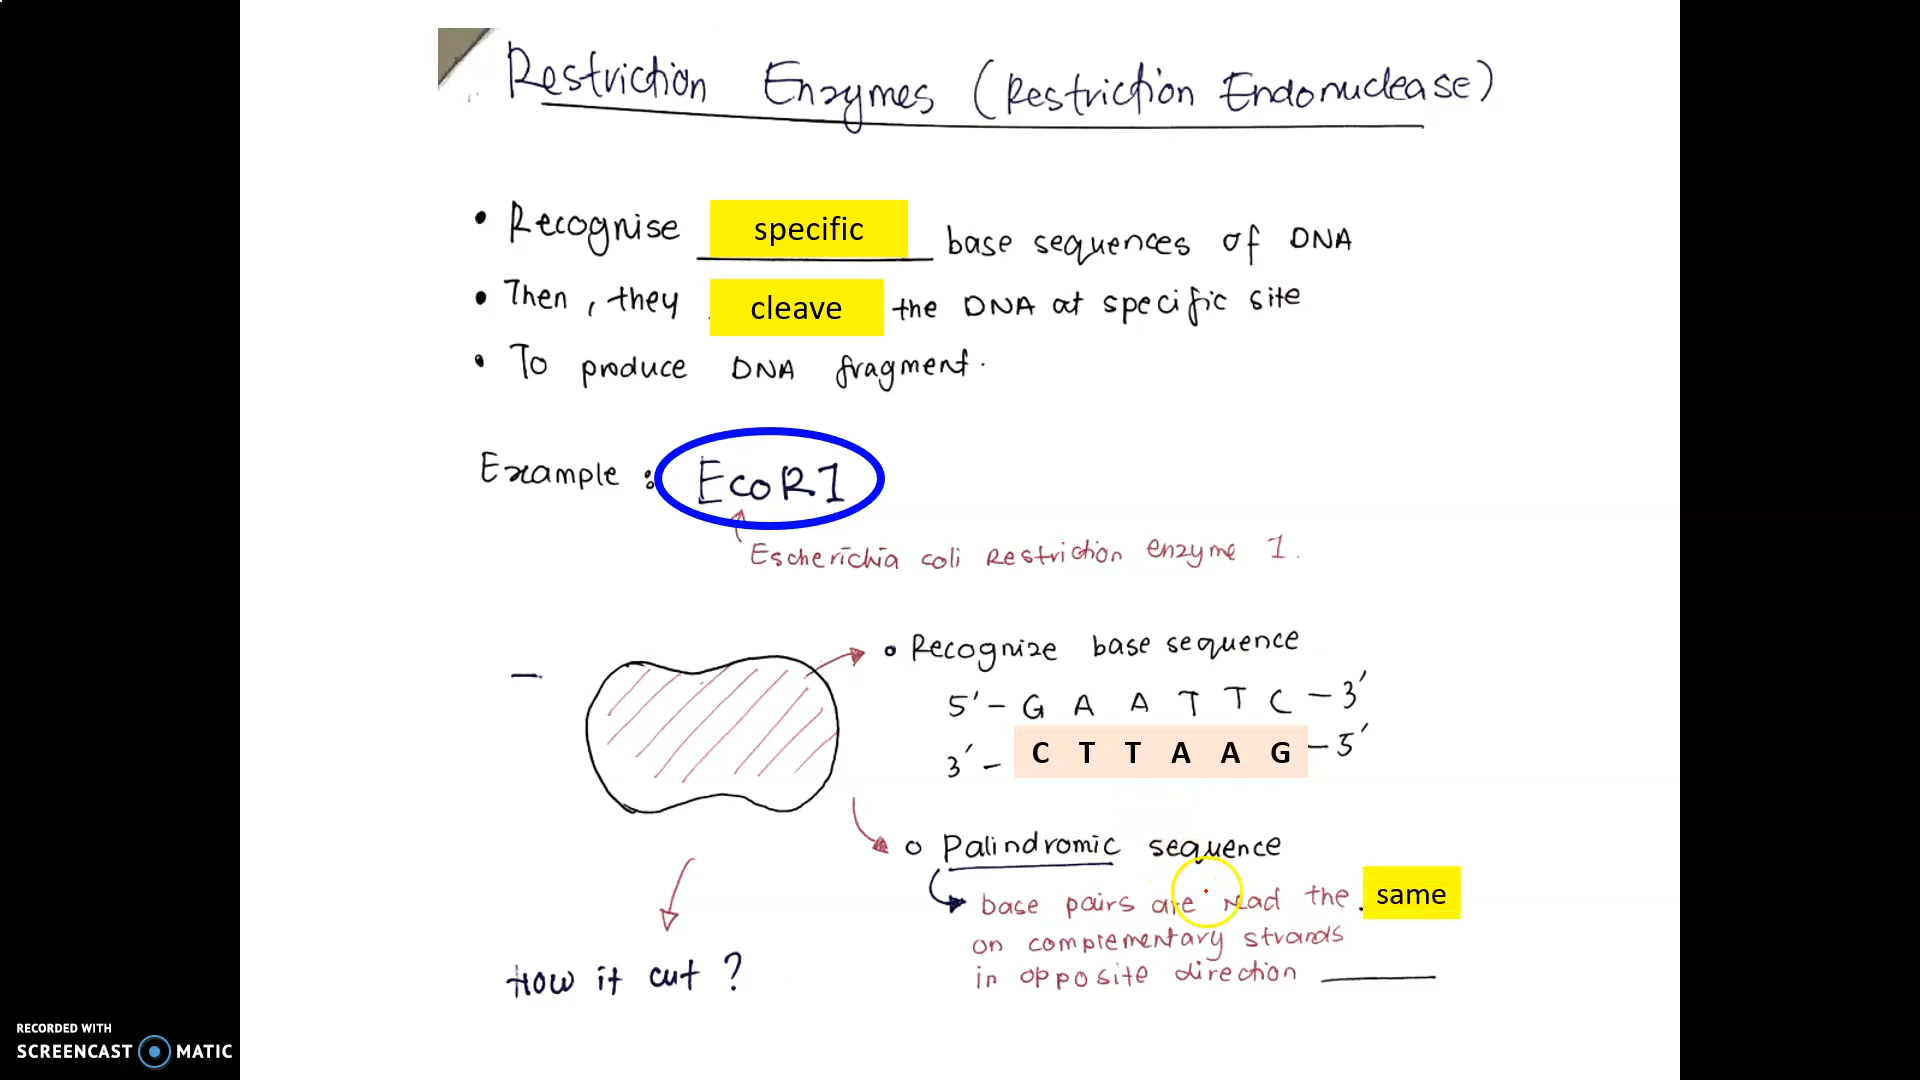 Restriction Enzymes (Restriction Endonuclease)
• Recognise specific base sequences of DNA
• Then, they cleave the DNA at specific site
• To produce DNA fragment.
Example : EcoR1
Escherichia coli Restriction enzyme 1.
• Recognize base sequence
5' - G A A T T C - 3'
3' - C T T A A G - 5'
o Palindromic sequence
base pairs are read the same
on complementary strands
in opposite direction
How it cut ?
RECORDED WITH
SCREENCAST MATIC